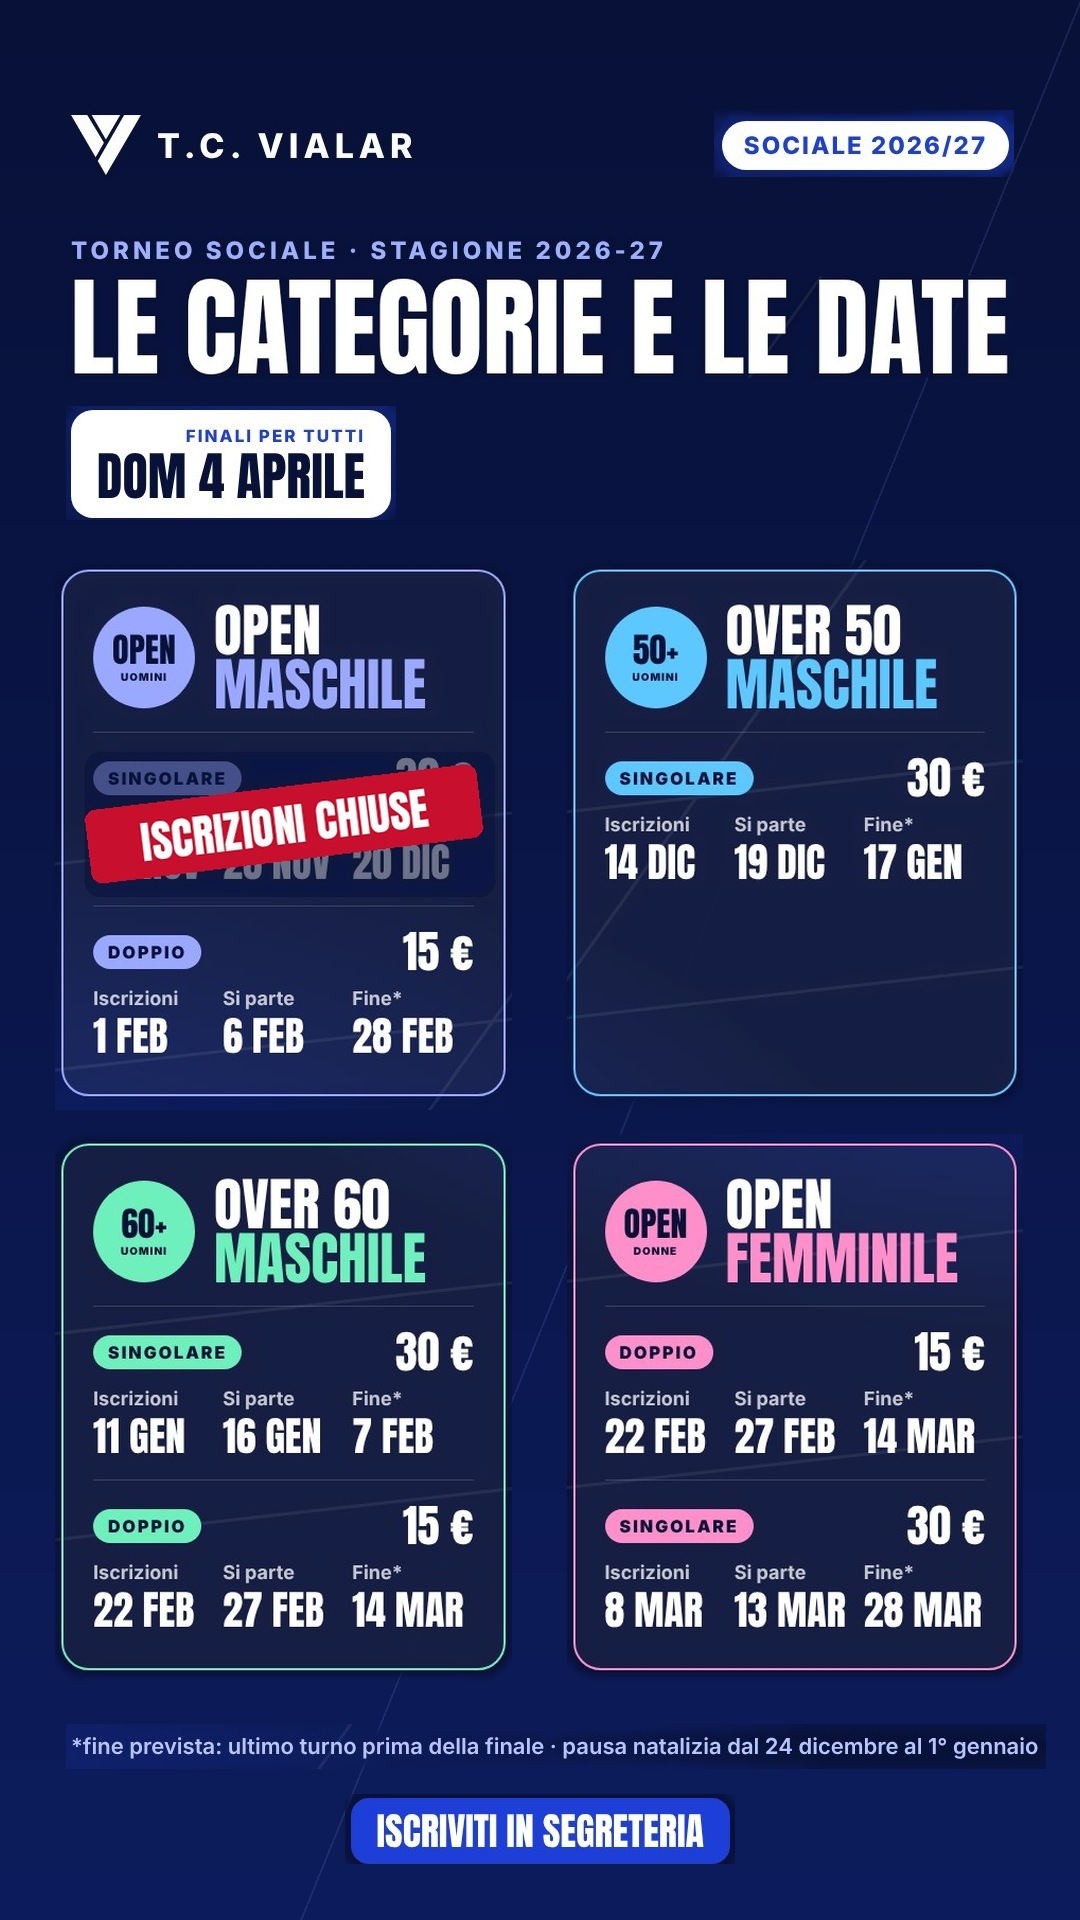 T.C. VIALAR
SOCIALE 2026/27
TORNEO SOCIALE · STAGIONE 2026-27
LE CATEGORIE E LE DATE
FINALI PER TUTTI
DOM 4 APRILE
OPEN
UOMINI
OPEN
MASCHILE
SINGOLARE
ISCRIZIONI CHIUSE
NOV 20 DIC
DOPPIO 15 €
Iscrizioni Si parte Fine*
1 FEB 6 FEB 28 FEB
50+
UOMINI
OVER 50
MASCHILE
SINGOLARE 30 €
Iscrizioni Si parte Fine*
14 DIC 19 DIC 17 GEN
60+
UOMINI
OVER 60
MASCHILE
SINGOLARE 30 €
Iscrizioni Si parte Fine*
11 GEN 16 GEN 7 FEB
DOPPIO 15 €
Iscrizioni Si parte Fine*
22 FEB 27 FEB 14 MAR
OPEN
DONNE
OPEN
FEMMINILE
DOPPIO 15 €
Iscrizioni Si parte Fine*
22 FEB 27 FEB 14 MAR
SINGOLARE 30 €
Iscrizioni Si parte Fine*
8 MAR 13 MAR 28 MAR
*fine prevista: ultimo turno prima della finale · pausa natalizia dal 24 dicembre al 1° gennaio
ISCRIVITI IN SEGRETERIA